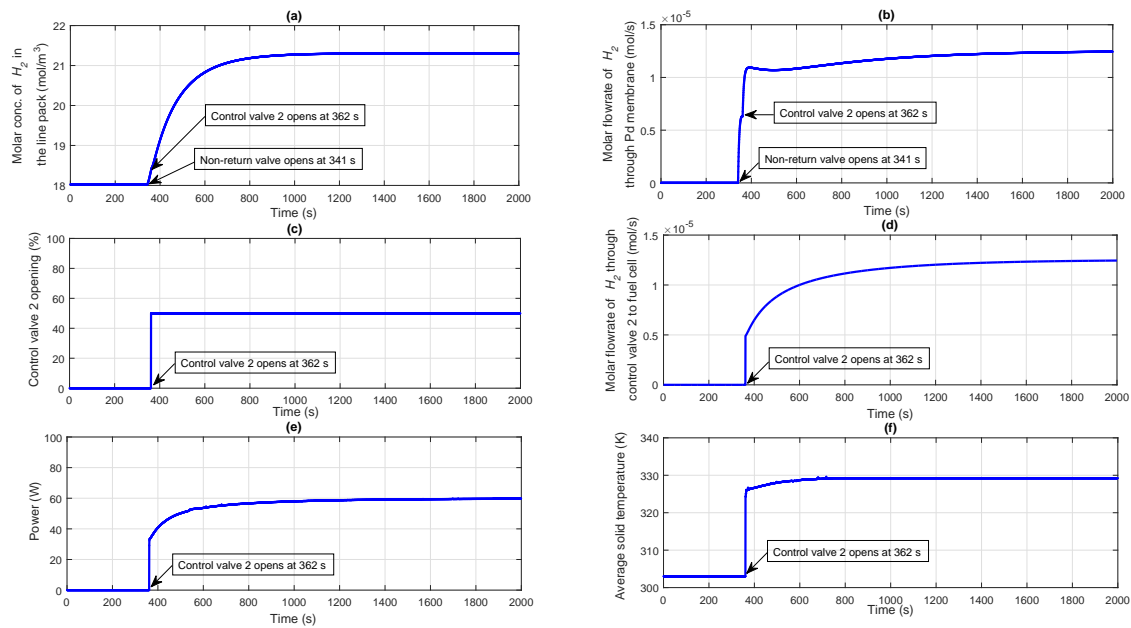 (a)
Molar conc. of H2 in
the line pack (mol/m3)
22
21
20
19
18
Control valve 2 opens at 362 s
Non-return valve opens at 341 s
0 200 400 600 800 1000 1200 1400 1600 1800 2000
Time (s)
(b)
×10-5
Molar flowrate of H2
through Pd membrane (mol/s)
1.5
1
0.5
0
Control valve 2 opens at 362 s
Non-return valve opens at 341 s
0 200 400 600 800 1000 1200 1400 1600 1800 2000
Time (s)
(c)
Control valve 2 opening (%)
100
80
60
40
20
0
Control valve 2 opens at 362 s
0 200 400 600 800 1000 1200 1400 1600 1800 2000
Time (s)
(d)
×10-5
Molar flowrate of H2 through
control valve 2 to fuel cell (mol/s)
1.5
1
0.5
0
Control valve 2 opens at 362 s
0 200 400 600 800 1000 1200 1400 1600 1800 2000
Time (s)
(e)
Power (W)
100
80
60
40
20
0
Control valve 2 opens at 362 s
0 200 400 600 800 1000 1200 1400 1600 1800 2000
Time (s)
(f)
Average solid temperature (K)
340
330
320
310
300
Control valve 2 opens at 362 s
0 200 400 600 800 1000 1200 1400 1600 1800 2000
Time (s)